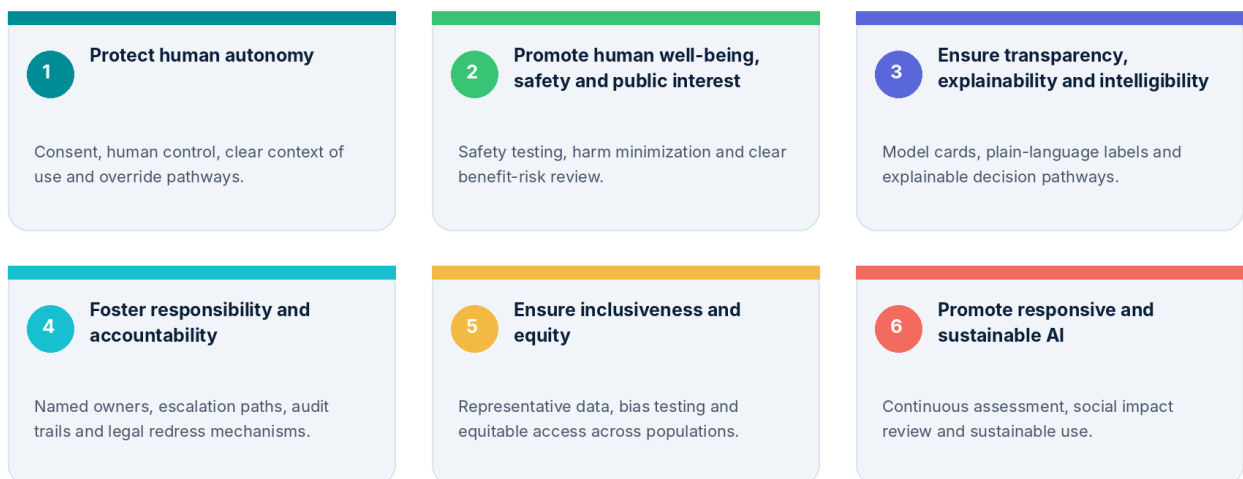 1
Protect human autonomy
Consent, human control, clear context of
use and override pathways.
2
Promote human well-being,
safety and public interest
Safety testing, harm minimization and clear
benefit-risk review.
3
Ensure transparency,
explainability and intelligibility
Model cards, plain-language labels and
explainable decision pathways.
4
Foster responsibility and
accountability
Named owners, escalation paths, audit
trails and legal redress mechanisms.
5
Ensure inclusiveness and
equity
Representative data, bias testing and
equitable access across populations.
6
Promote responsive and
sustainable AI
Continuous assessment, social impact
review and sustainable use.